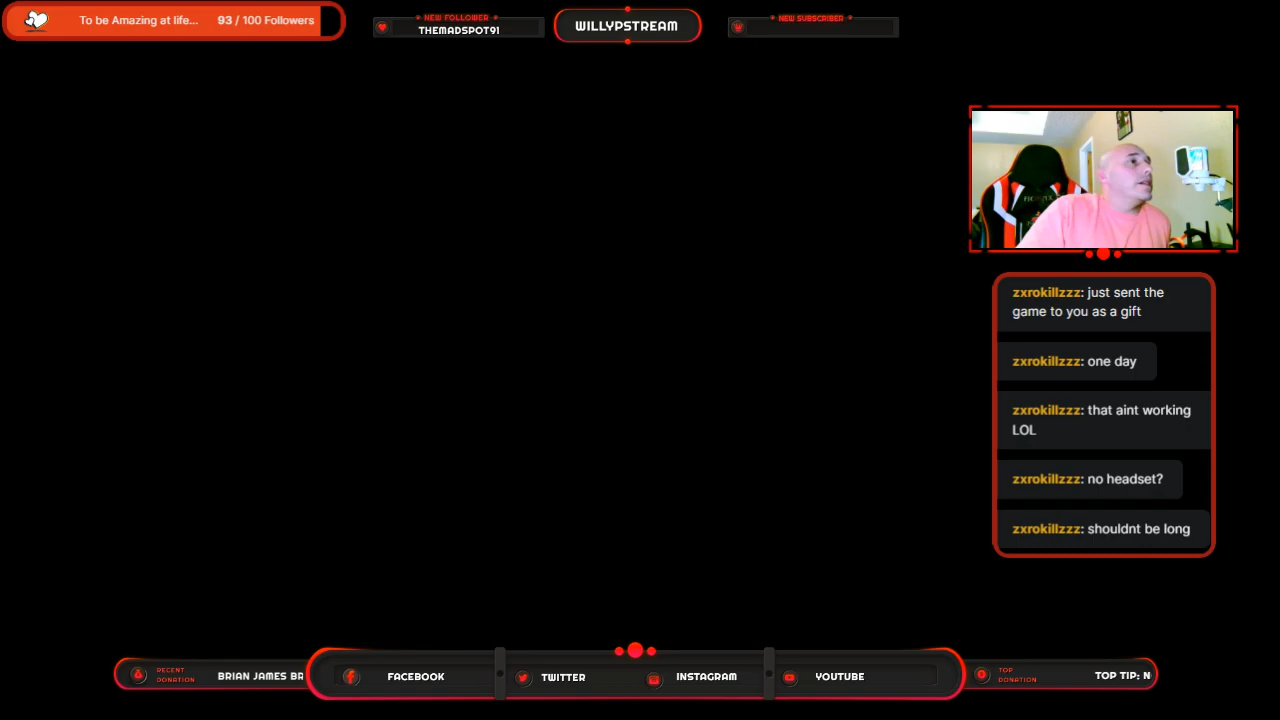 To be Amazing at life... 93 / 100 Followers
NEW FOLLOWER
THEMADSPOT91
WILLYPSTREAM
NEW SUBSCRIBER
zxrokillzzz: just sent the
game to you as a gift
zxrokillzzz: one day
zxrokillzzz: that aint working
LOL
zxrokillzzz: no headset?
zxrokillzzz: shouldnt be long
RECENT
DONATION
BRIAN JAMES BR
FACEBOOK
TWITTER
INSTAGRAM
YOUTUBE
TOP
DONATION
TOP TIP: N